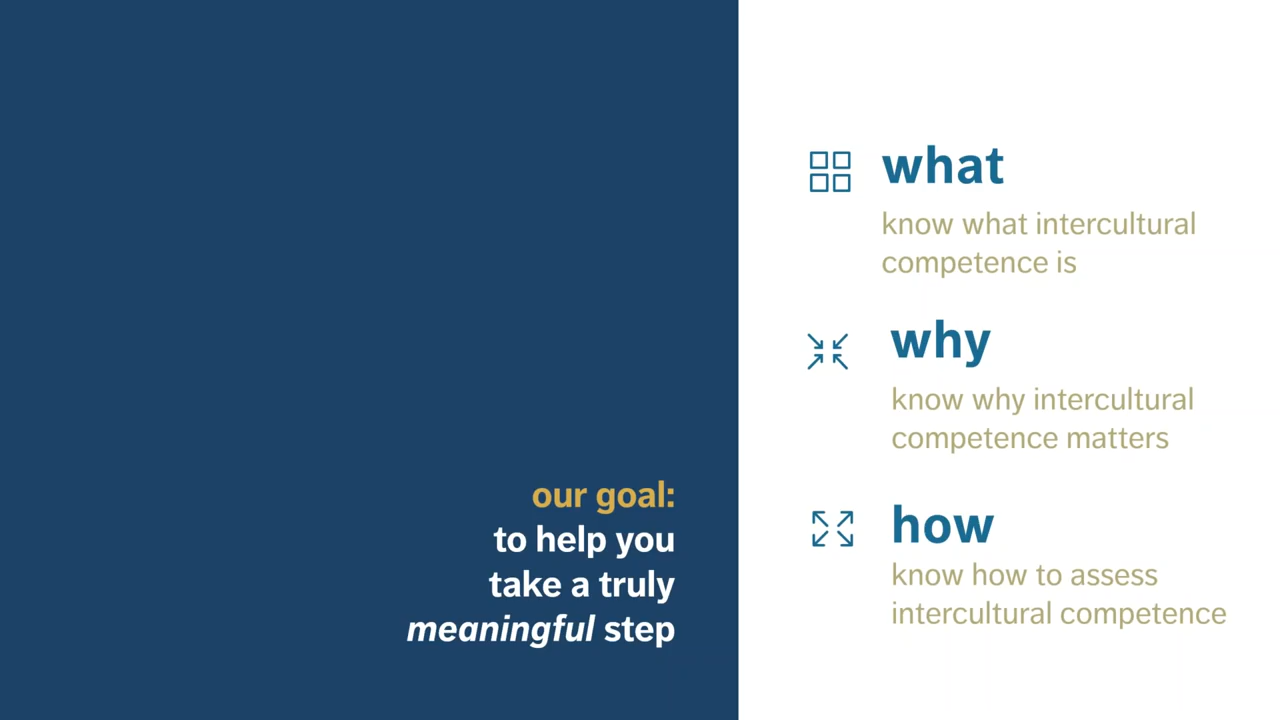 our goal:
to help you
take a truly
meaningful step
what
know what intercultural
competence is
why
know why intercultural
competence matters
how
know how to assess
intercultural competence